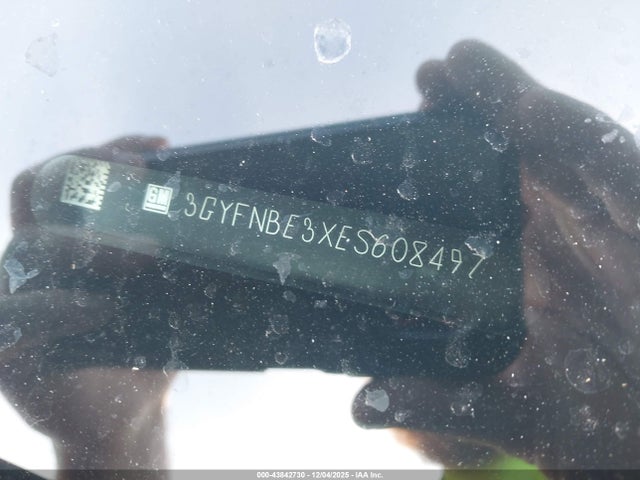 GM 3GYFNBE3XES608497
000-43842730 - 12/04/2025 - IAA Inc.